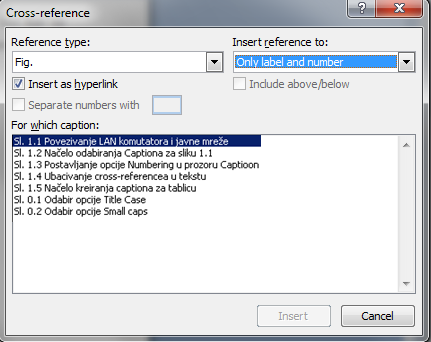 Cross-reference
Reference type:
Insert reference to:
Fig.
Only label and number
Insert as hyperlink
Include above/below
Separate numbers with
For which caption:
Sl. 1.1 Povezivanje LAN komutatora i javne mreže
Sl. 1.2 Načelo odabiranja Captiona za sliku 1.1
Sl. 1.3 Postavljanje opcije Numbering u prozoru Captioon
Sl. 1.4 Ubacivanje cross-referencea u tekstu
Sl. 1.5 Načelo kreiranja captiona za tablicu
Sl. 0.1 Odabir opcije Title Case
Sl. 0.2 Odabir opcije Small caps
Insert
Cancel